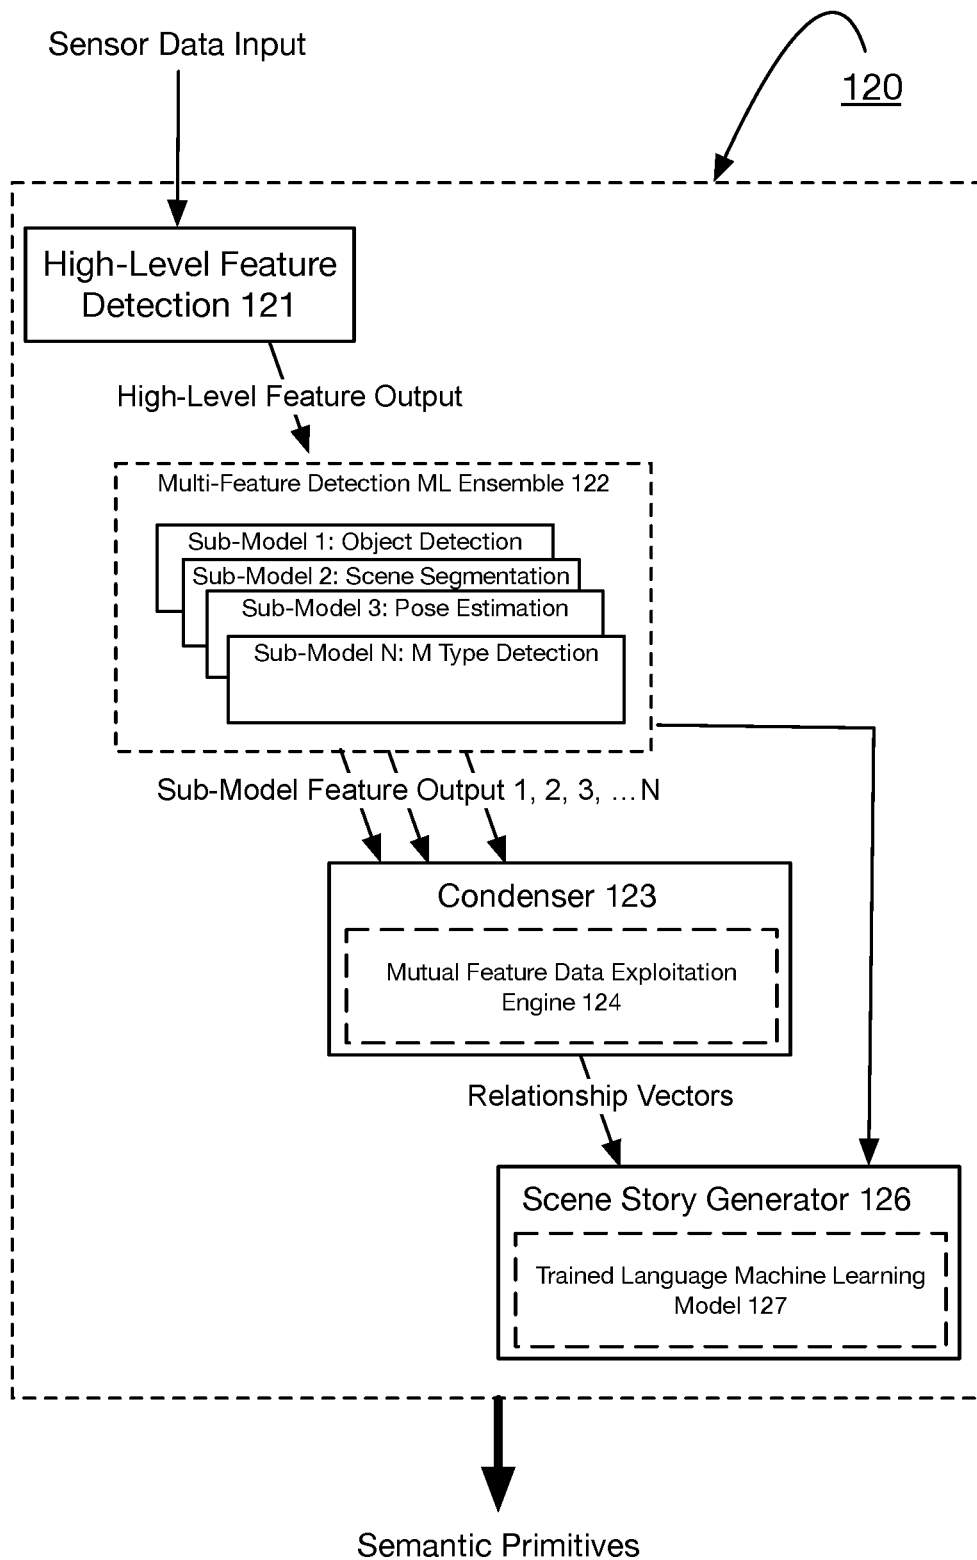 Sensor Data Input
120
High-Level Feature
Detection 121
High-Level Feature Output
Multi-Feature Detection ML Ensemble 122
Sub-Model 1: Object Detection
Sub-Model 2: Scene Segmentation
Sub-Model 3: Pose Estimation
Sub-Model N: M Type Detection
Sub-Model Feature Output 1, 2, 3, ...N
Condenser 123
Mutual Feature Data Exploitation
Engine 124
Relationship Vectors
Scene Story Generator 126
Trained Language Machine Learning
Model 127
Semantic Primitives